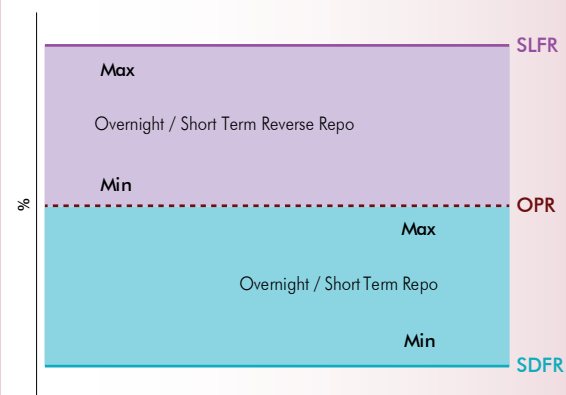 SLFR
Max
Overnight / Short Term Reverse Repo
Min
%
OPR
Max
Overnight / Short Term Repo
Min
SDFR